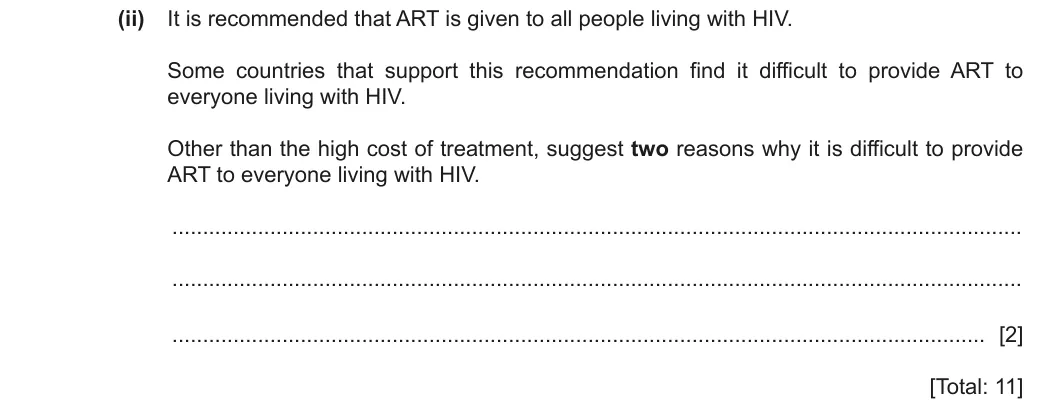 (ii) It is recommended that ART is given to all people living with HIV.
Some countries that support this recommendation find it difficult to provide ART to
everyone living with HIV.
Other than the high cost of treatment, suggest two reasons why it is difficult to provide
ART to everyone living with HIV.
[2]
[Total: 11]